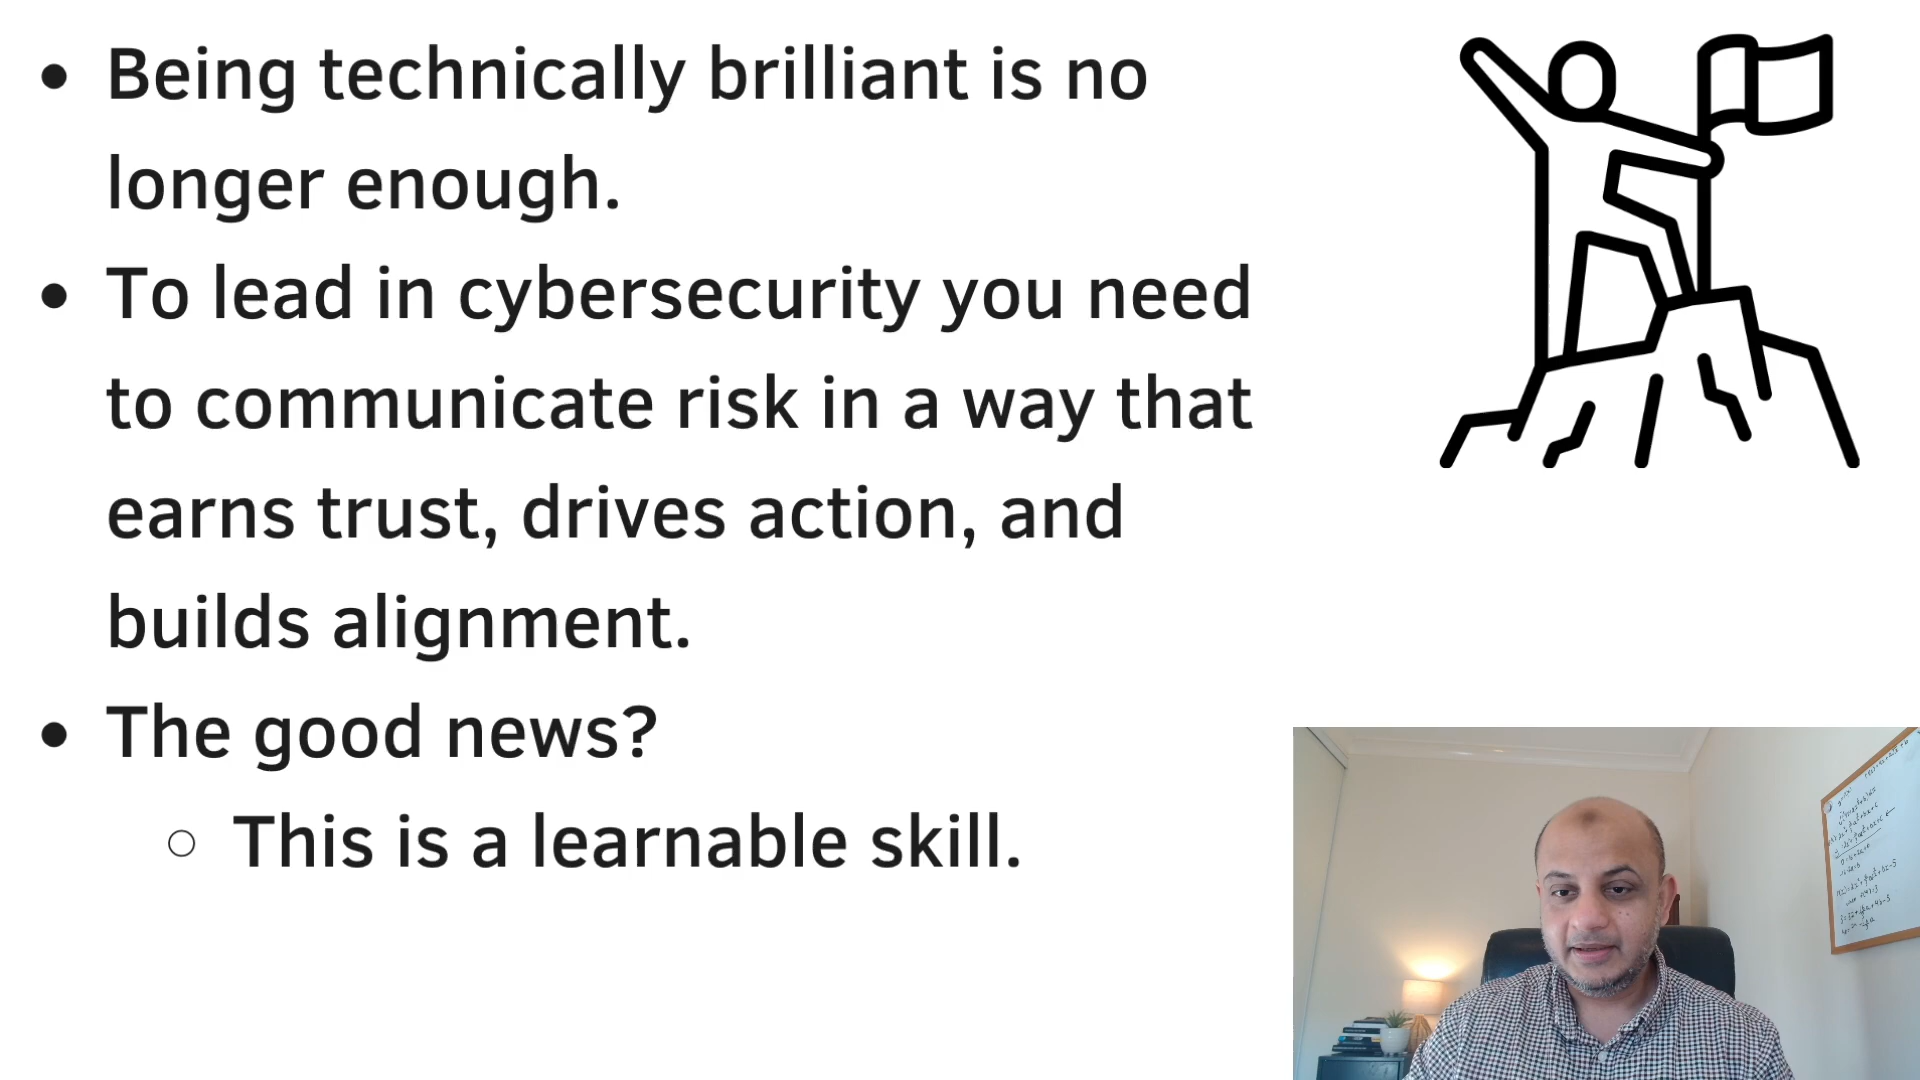 Being technically brilliant is no
longer enough.
To lead in cybersecurity you need
to communicate risk in a way that
earns trust, drives action, and
builds alignment.
The good news?
This is a learnable skill.